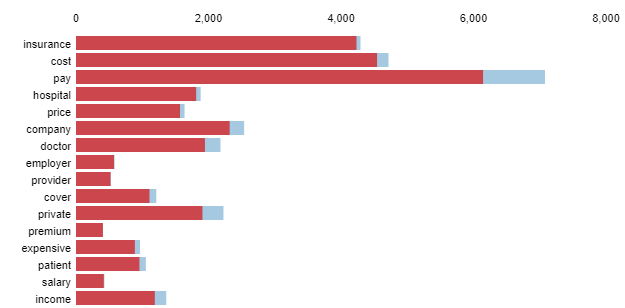 0 2,000 4,000 6,000 8,000
insurance
cost
pay
hospital
price
company
doctor
employer
provider
cover
private
premium
expensive
patient
salary
income